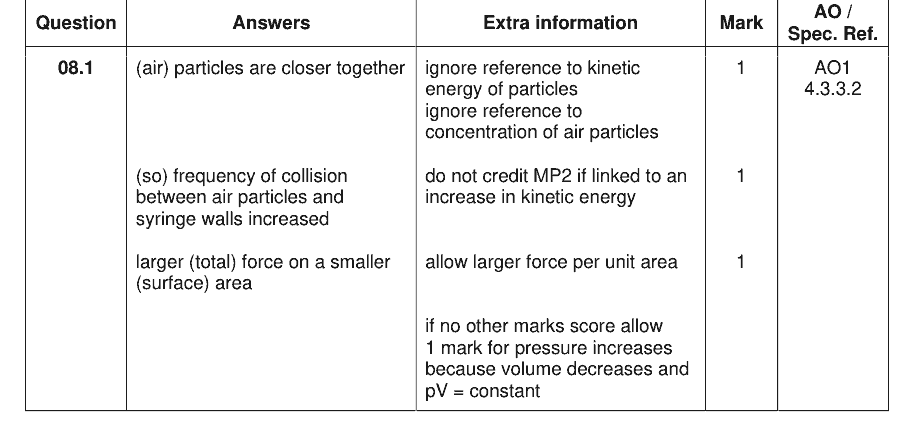 Question Answers Extra information Mark AO /
Spec. Ref.
08.1 (air) particles are closer together ignore reference to kinetic 1 AO1
energy of particles 4.3.3.2
ignore reference to
concentration of air particles
(so) frequency of collision do not credit MP2 if linked to an 1
between air particles and increase in kinetic energy
syringe walls increased
larger (total) force on a smaller allow larger force per unit area 1
(surface) area
if no other marks score allow
1 mark for pressure increases
because volume decreases and
pV = constant